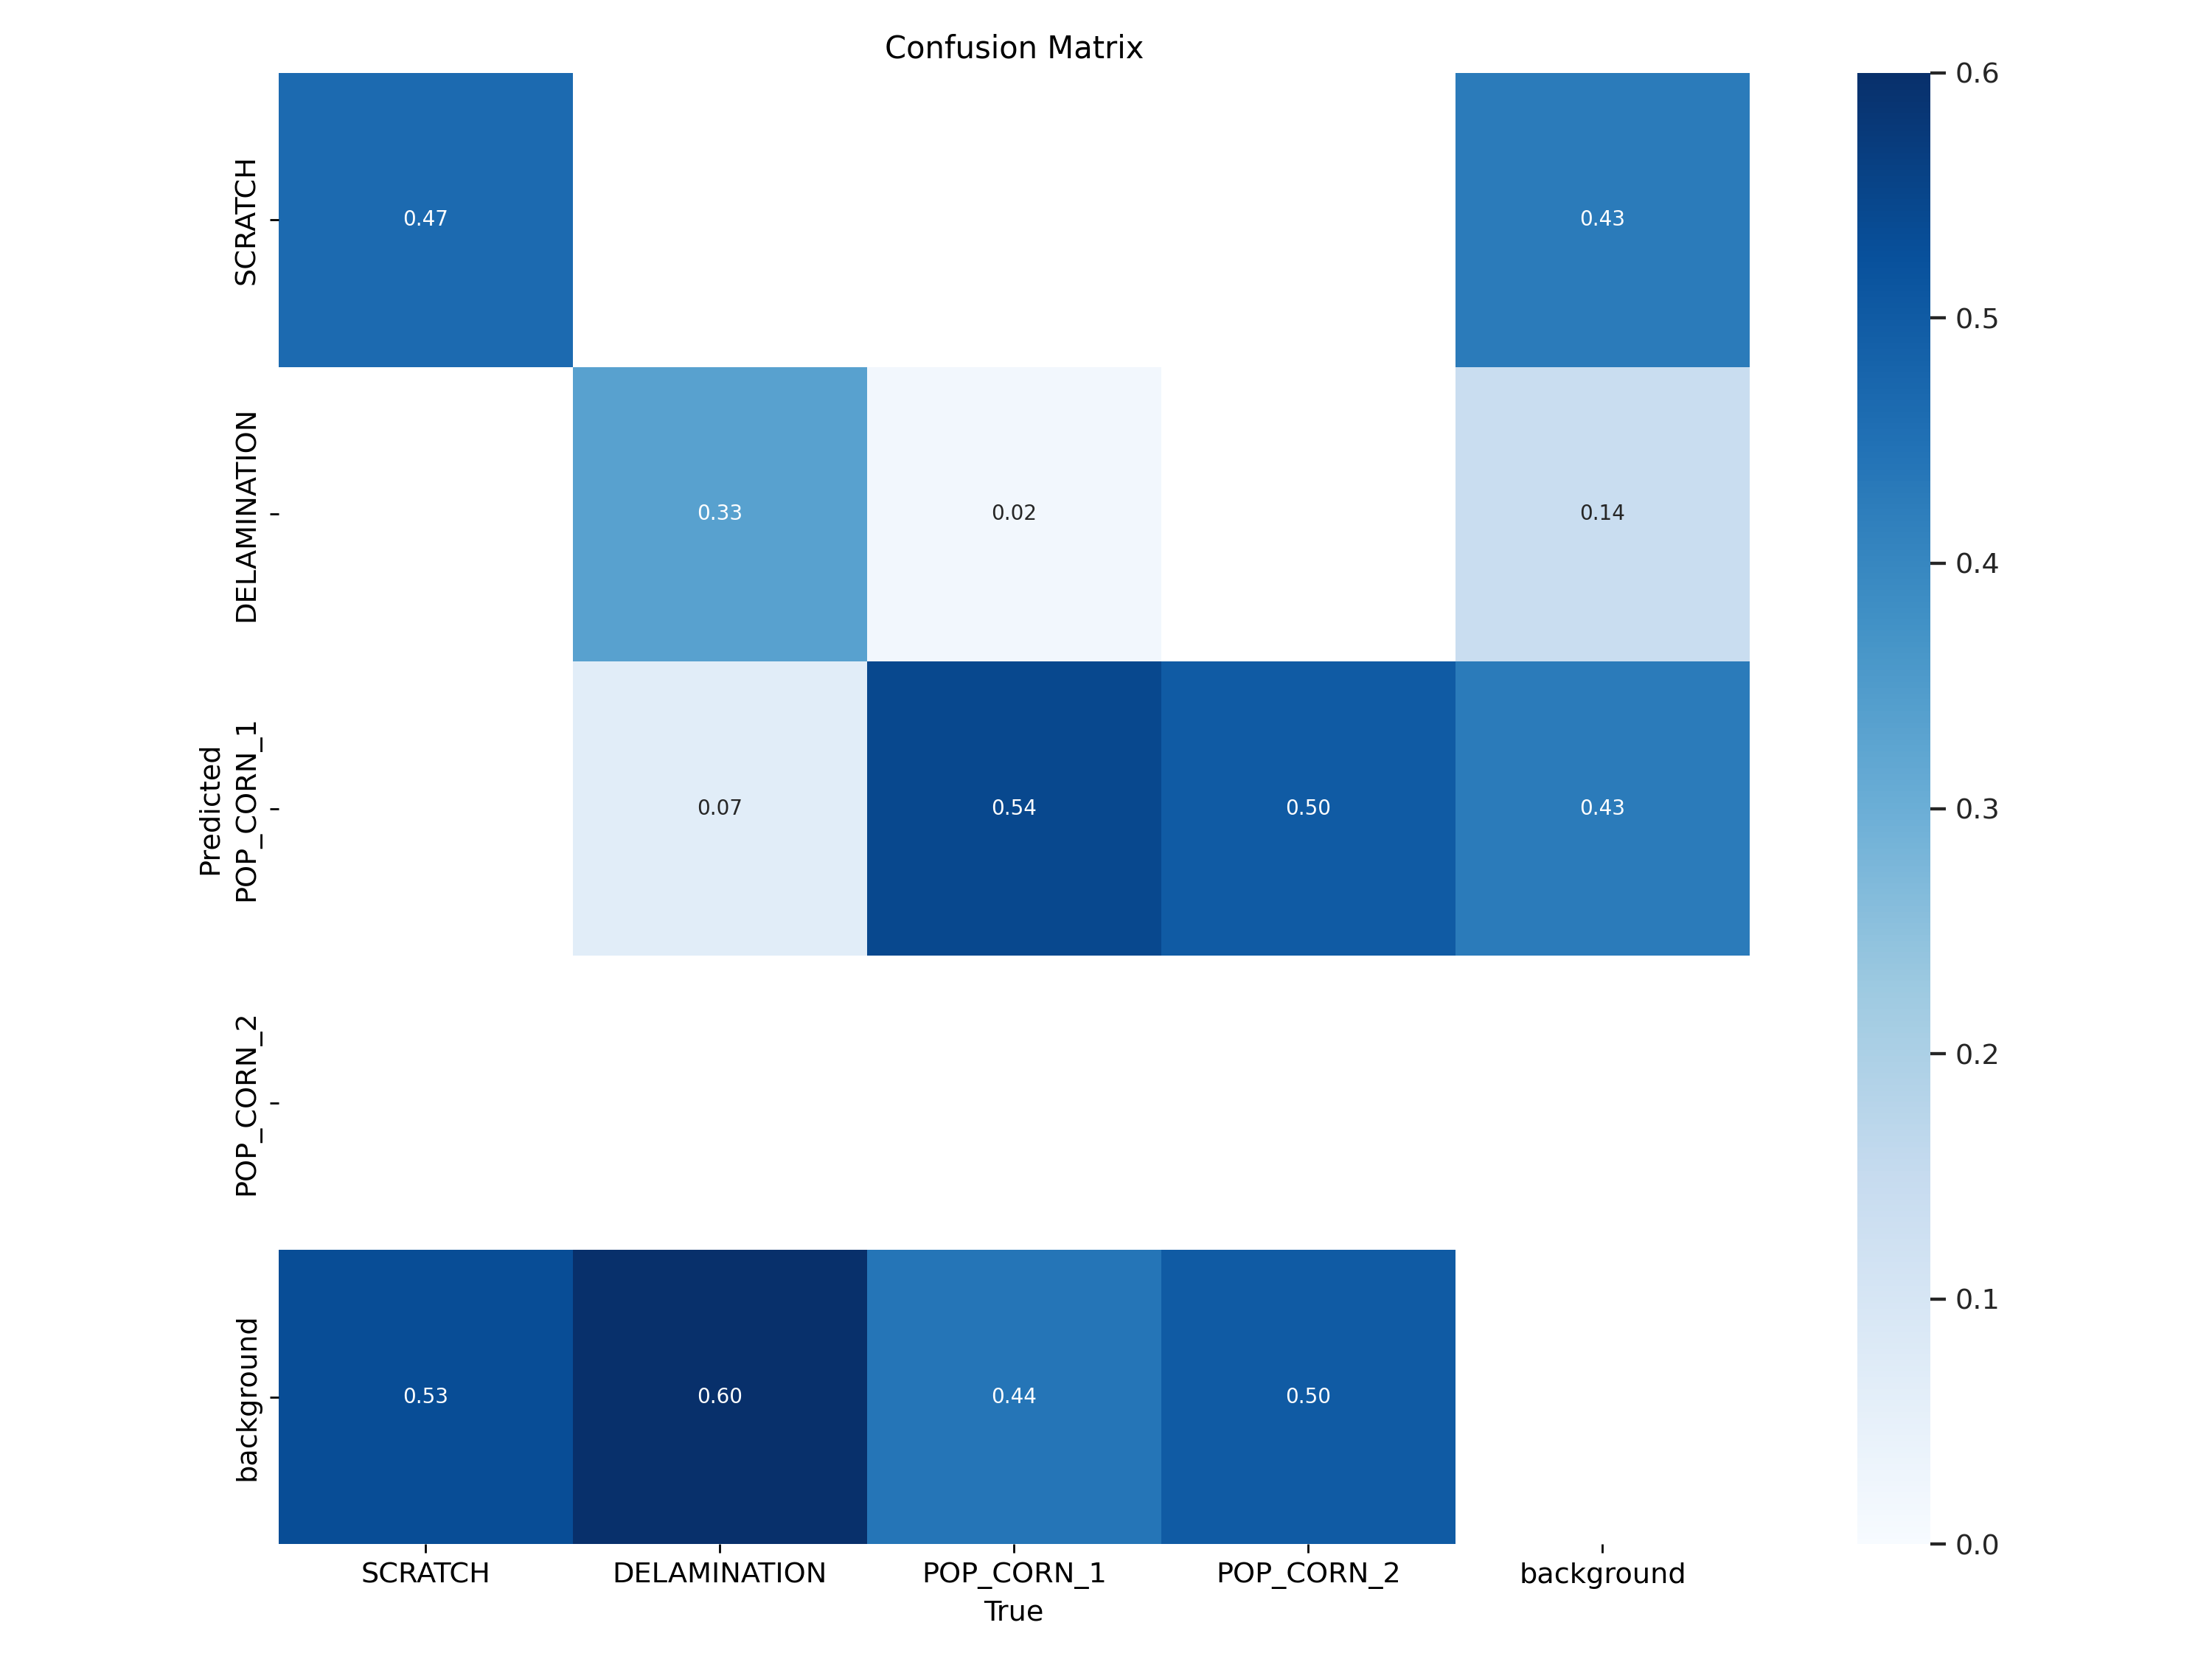 Confusion Matrix
SCRATCH
DELAMINATION
POP_CORN_1
POP_CORN_2
background
Predicted
0.47
0.43
0.33
0.02
0.14
0.07
0.54
0.50
0.43
0.53
0.60
0.44
0.50
SCRATCH
DELAMINATION
POP_CORN_1
POP_CORN_2
background
True
0.6
0.5
0.4
0.3
0.2
0.1
0.0